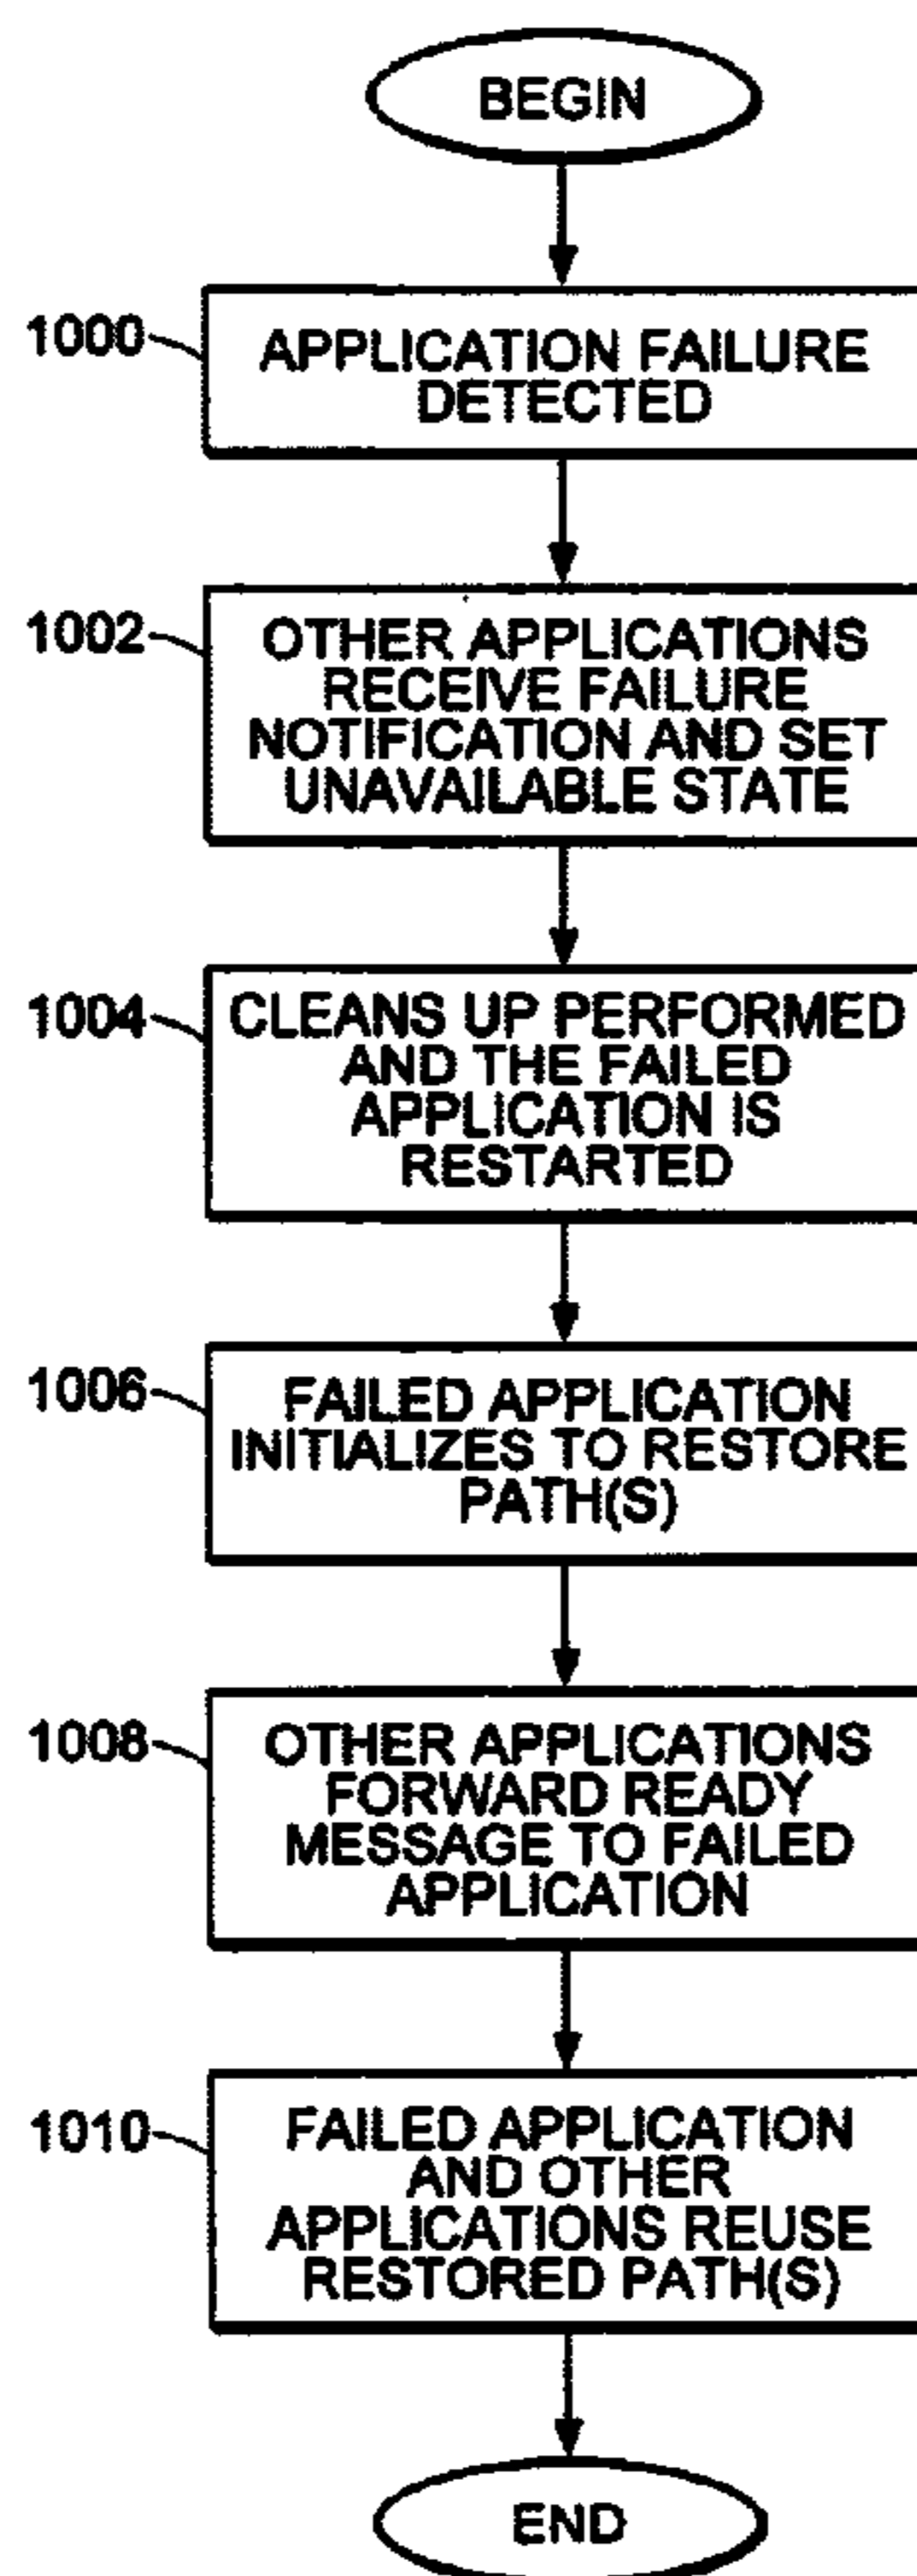 BEGIN
1000
APPLICATION FAILURE
DETECTED
1002
OTHER APPLICATIONS
RECEIVE FAILURE
NOTIFICATION AND SET
UNAVAILABLE STATE
1004
CLEANS UP PERFORMED
AND THE FAILED
APPLICATION IS
RESTARTED
1006
FAILED APPLICATION
INITIALIZES TO RESTORE
PATH(S)
1008
OTHER APPLICATIONS
FORWARD READY
MESSAGE TO FAILED
APPLICATION
1010
FAILED APPLICATION
AND OTHER
APPLICATIONS REUSE
RESTORED PATH(S)
END